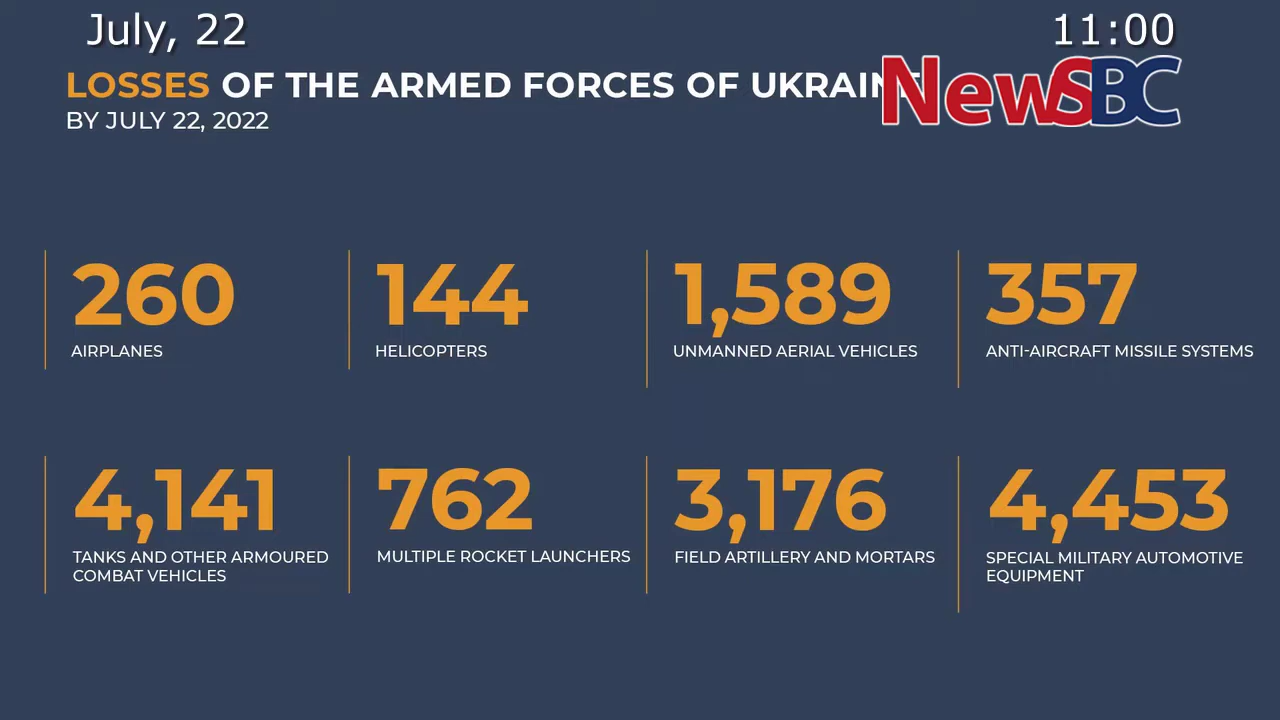 July, 22
11:00
LOSSES OF THE ARMED FORCES OF UKRAINE
NewSBC
BY JULY 22, 2022
260
AIRPLANES
144
HELICOPTERS
1,589
UNMANNED AERIAL VEHICLES
357
ANTI-AIRCRAFT MISSILE SYSTEMS
4,141
TANKS AND OTHER ARMOURED
COMBAT VEHICLES
762
MULTIPLE ROCKET LAUNCHERS
3,176
FIELD ARTILLERY AND MORTARS
4,453
SPECIAL MILITARY AUTOMOTIVE
EQUIPMENT